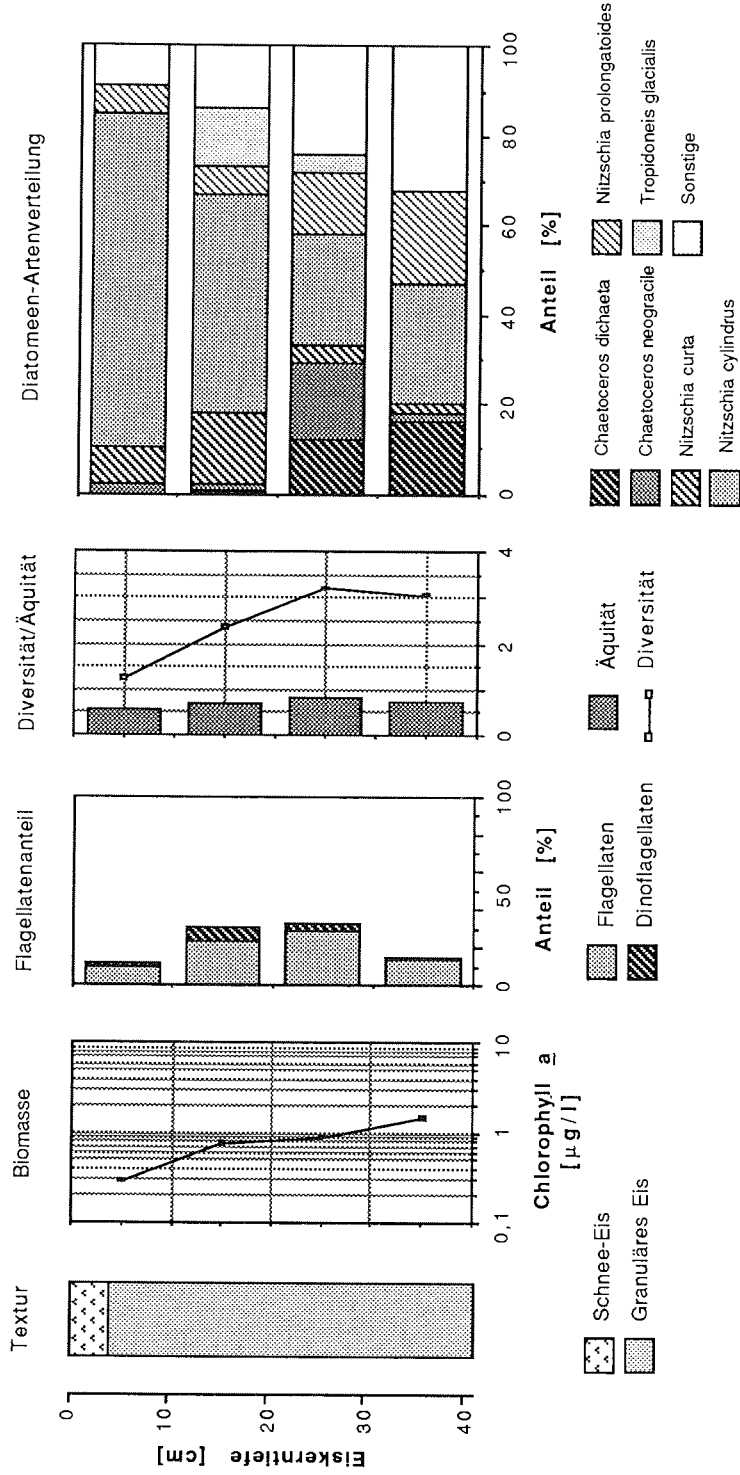 Textur
Biomasse
Flagellatenanteil
Diversität/Äquität
Diatomeen-Artenverteilung
Eiskerntiefe [cm]
0
10
20
30
40
0,1
1
10
Chlorophyll a
[µg/l]
0
50
100
Anteil [%]
0
2
4
0
20
40
60
80
100
Anteil [%]
Schnee-Eis
Granuläres Eis
Flagellaten
Dinoflagellaten
Äquität
Diversität
Chaetoceros dichaeta
Chaetoceros neogracile
Nitzschia curta
Nitzschia cylindrus
Nitzschia prolongatoides
Tropidoneis glacialis
Sonstige